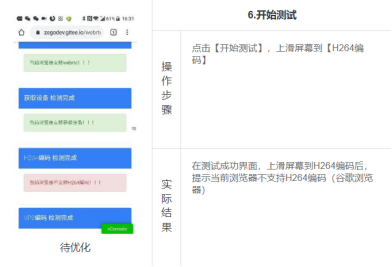 61% 16:31
zegodev.gitee.io/webrtc
当前浏览器支持webrtc！！！
获取设备 检测完成
当前浏览器支持获取设备！！！
H264编码 检测完成
当前浏览器不支持H264编码！！！
VP8编码 检测完成
vConsole
待优化
6.开始测试
操作步骤
点击【开始测试】，上滑屏幕到【H264编
码】
实际结果
在测试成功界面，上滑屏幕到H264编码后，
提示当前浏览器不支持H264编码（谷歌浏览
器）